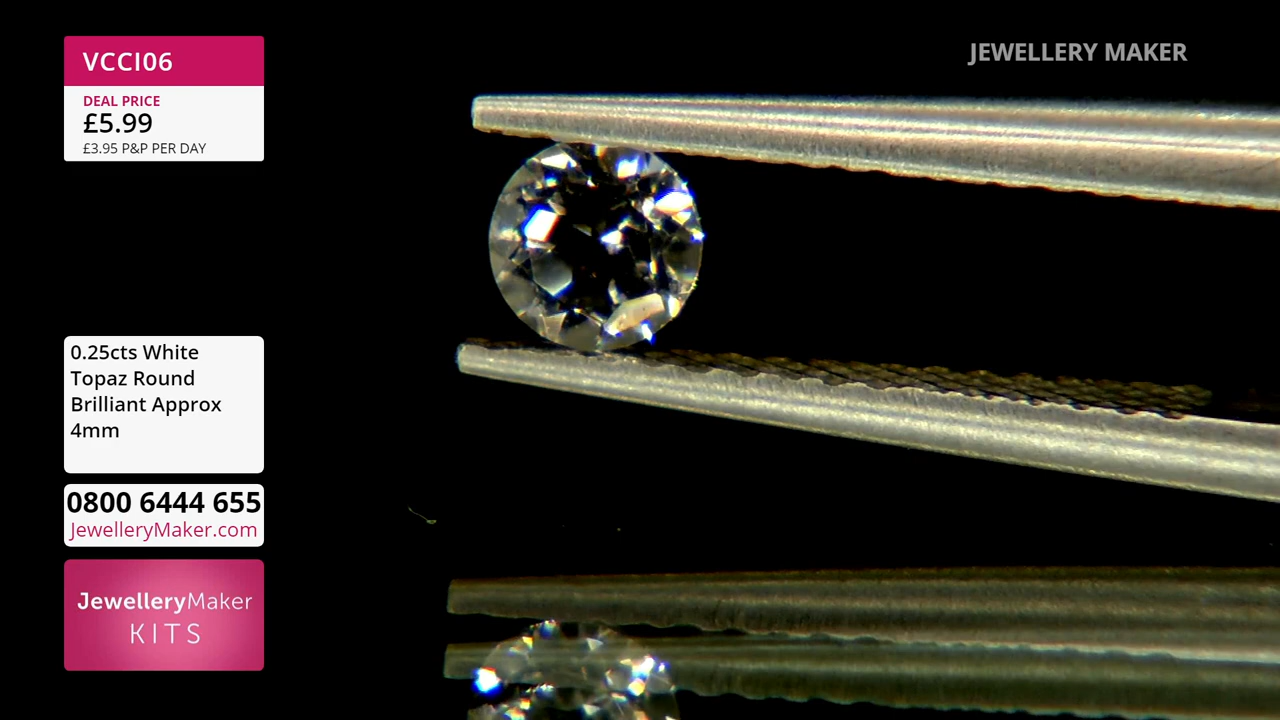 VCCI06
DEAL PRICE
£5.99
£3.95 P&P PER DAY
JEWELLERY MAKER
0.25cts White
Topaz Round
Brilliant Approx
4mm
0800 6444 655
JewelleryMaker.com
JewelleryMaker
KITS